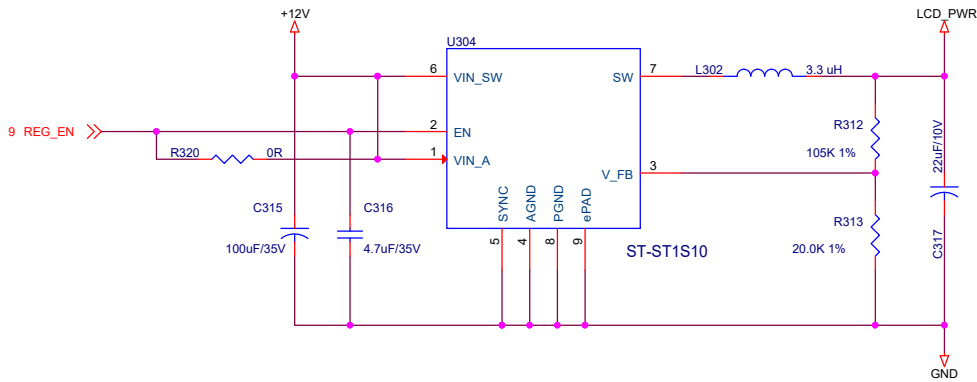 +12V
LCD_PWR
U304
6
VIN_SW
SW
7
L302
3.3 uH
9 REG_EN
2
EN
R320
0R
1
VIN_A
R312
105K 1%
22uF/10V
V_FB
3
C315
100uF/35V
C316
4.7uF/35V
SYNC
AGND
PGND
ePAD
5
4
8
9
ST-ST1S10
R313
20.0K 1%
C317
GND